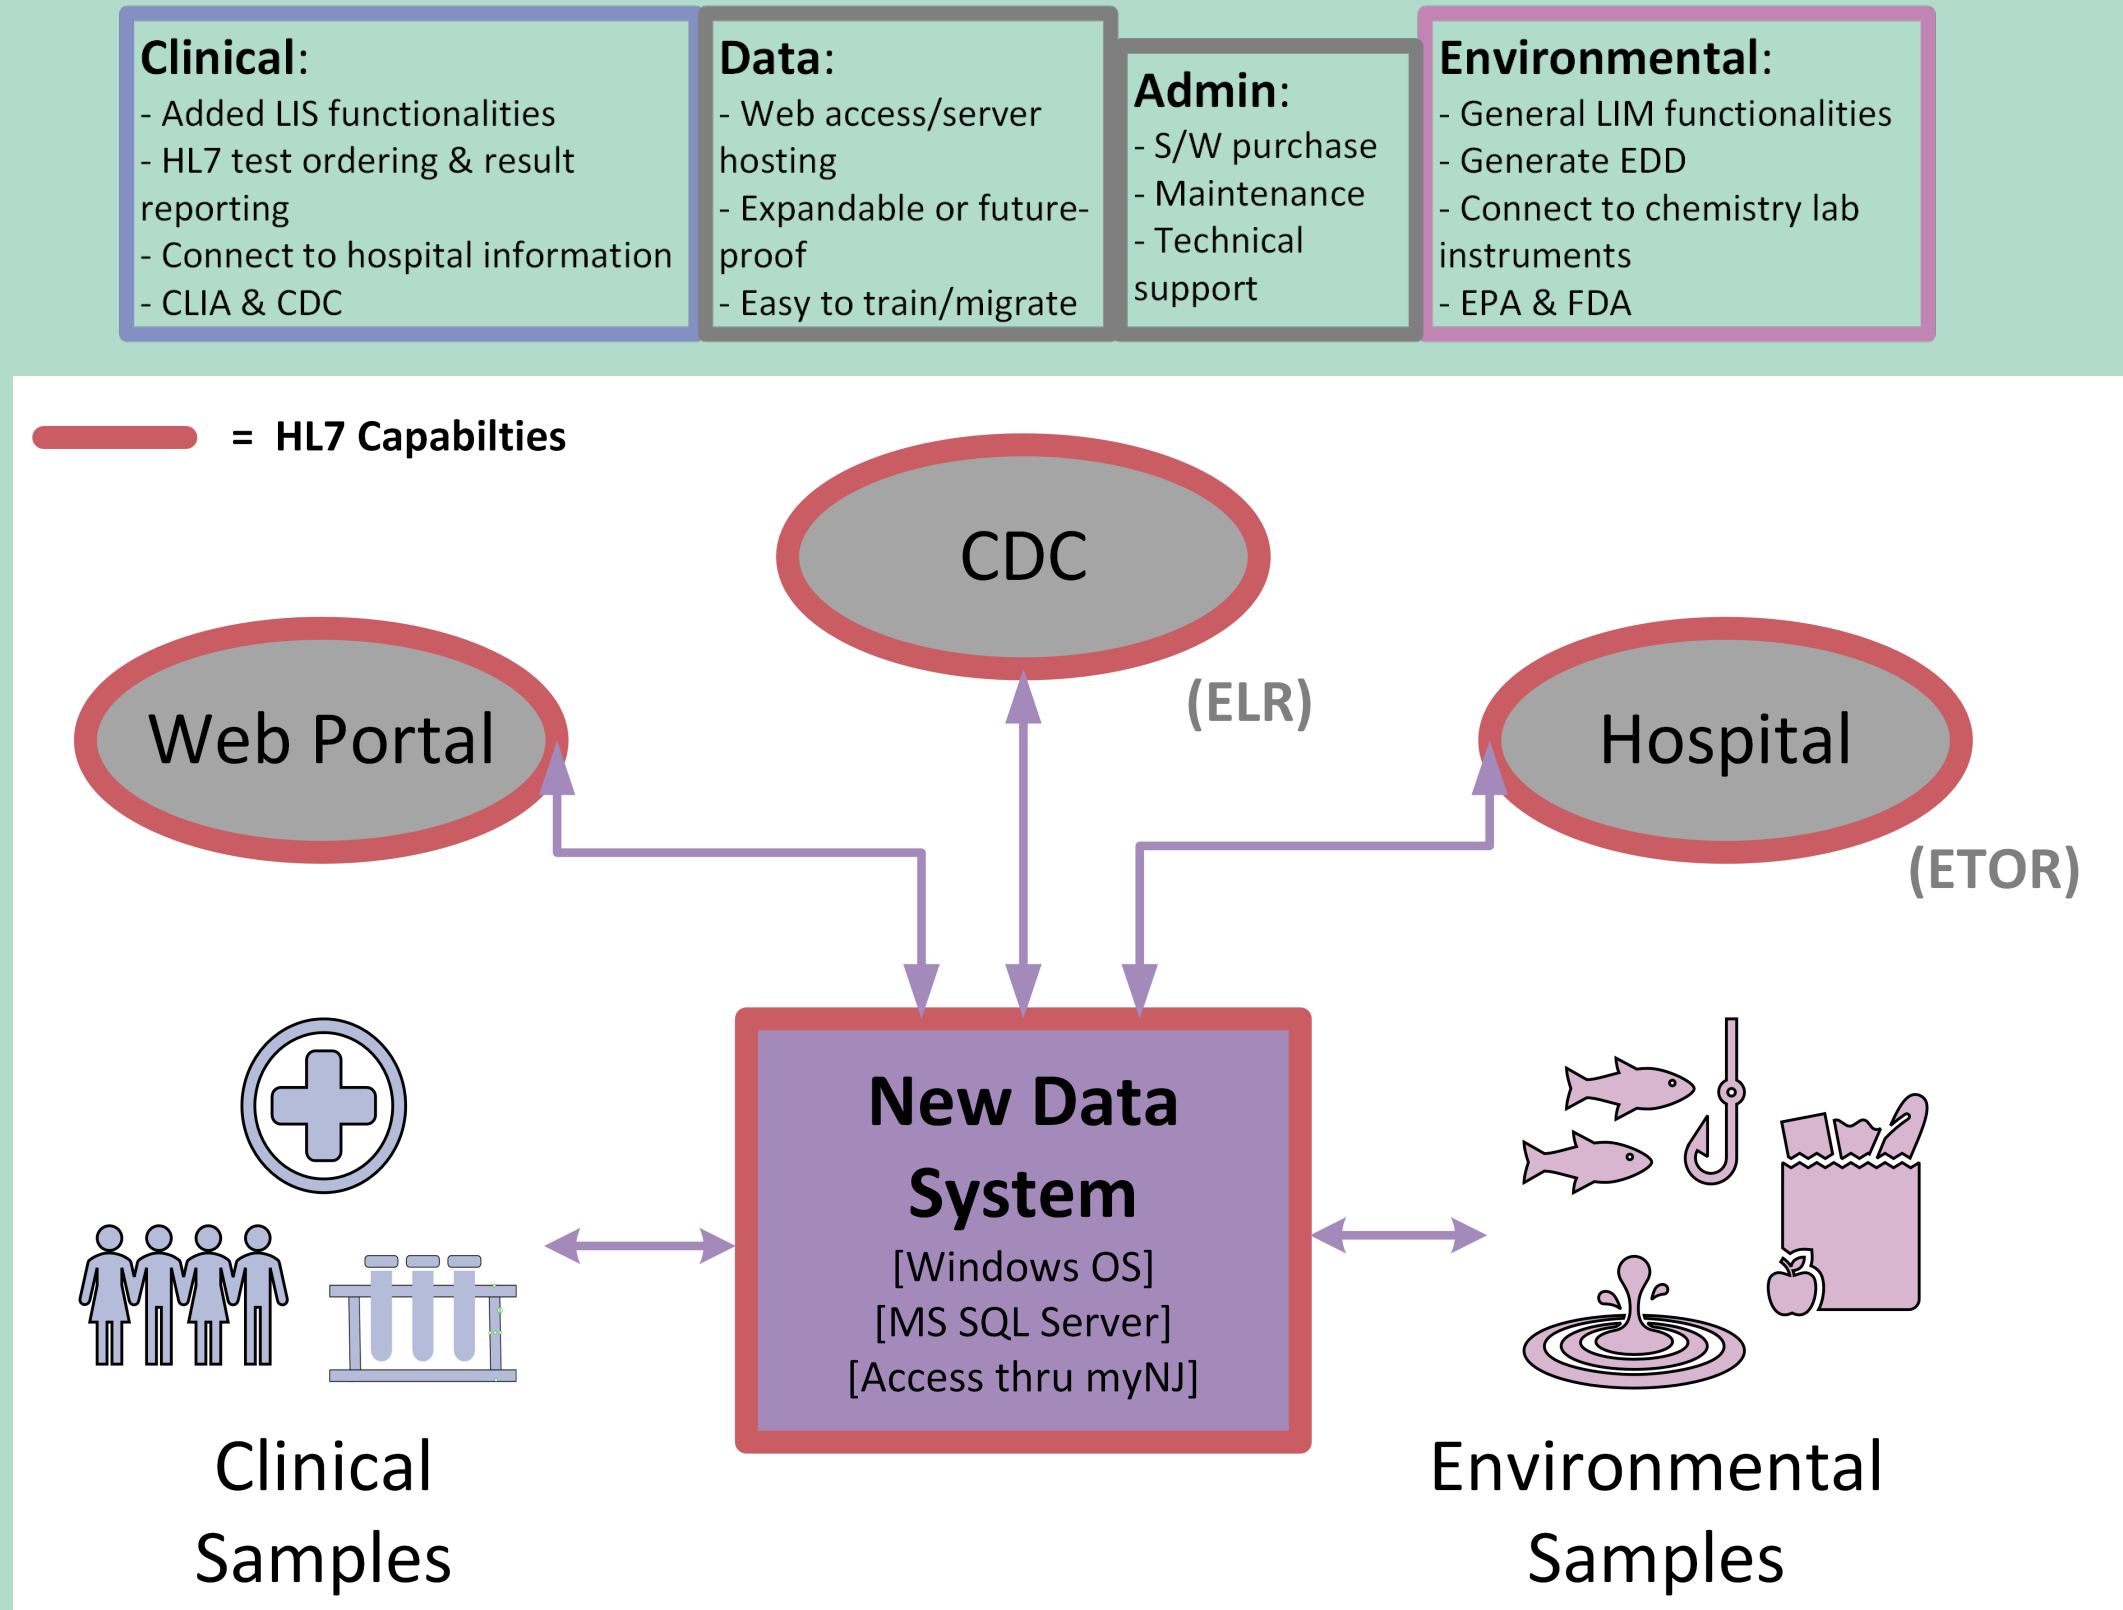 Clinical:
- Added LIS functionalities
- HL7 test ordering & result
reporting
- Connect to hospital information
- CLIA & CDC
Data:
- Web access/server
hosting
- Expandable or future-
proof
- Easy to train/migrate
Admin:
- S/W purchase
- Maintenance
- Technical
support
Environmental:
- General LIM functionalities
- Generate EDD
- Connect to chemistry lab
instruments
- EPA & FDA
= HL7 Capabilties
CDC
(ELR)
Web Portal
Hospital
(ETOR)
New Data
System
[Windows OS]
[MS SQL Server]
[Access thru myNJ]
Clinical
Samples
Environmental
Samples